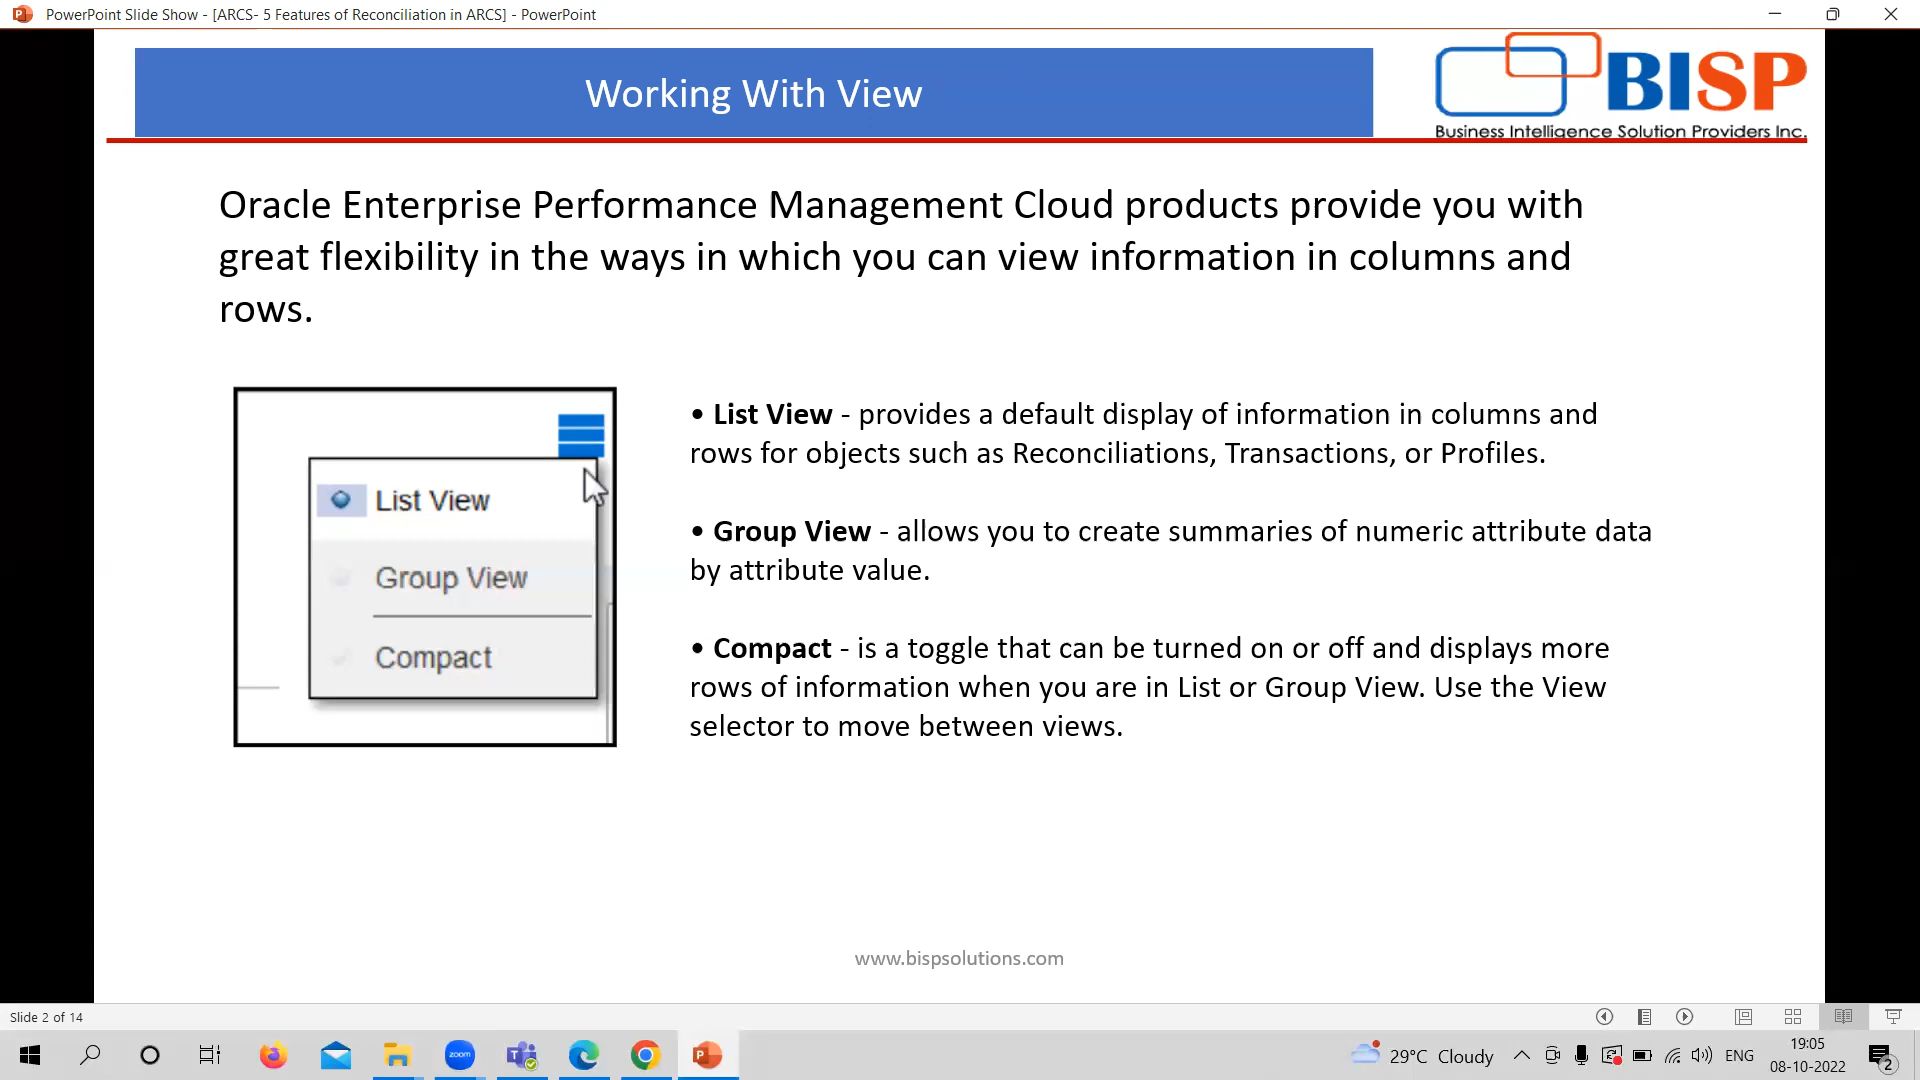 PowerPoint Slide Show - [ARCS- 5 Features of Reconciliation in ARCS] - PowerPoint
Working With View
BISP
Business Intelligence Solution Providers Inc.
Oracle Enterprise Performance Management Cloud products provide you with
great flexibility in the ways in which you can view information in columns and
rows.
List View
Group View
Compact
• List View - provides a default display of information in columns and
rows for objects such as Reconciliations, Transactions, or Profiles.
• Group View - allows you to create summaries of numeric attribute data
by attribute value.
• Compact - is a toggle that can be turned on or off and displays more
rows of information when you are in List or Group View. Use the View
selector to move between views.
www.bispsolutions.com
Slide 2 of 14
zoom
29°C Cloudy
ENG
19:05
08-10-2022
2